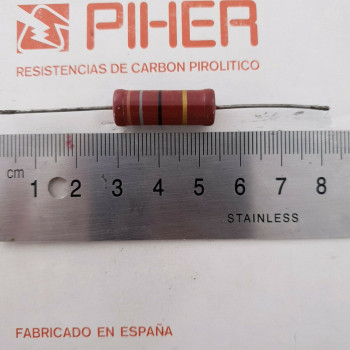 PIHER
RESISTENCIAS DE CARBON PIROLITICO
cm 1 2 3 4 5 6 7 8
STAINLESS
FABRICADO EN ESPAÑA